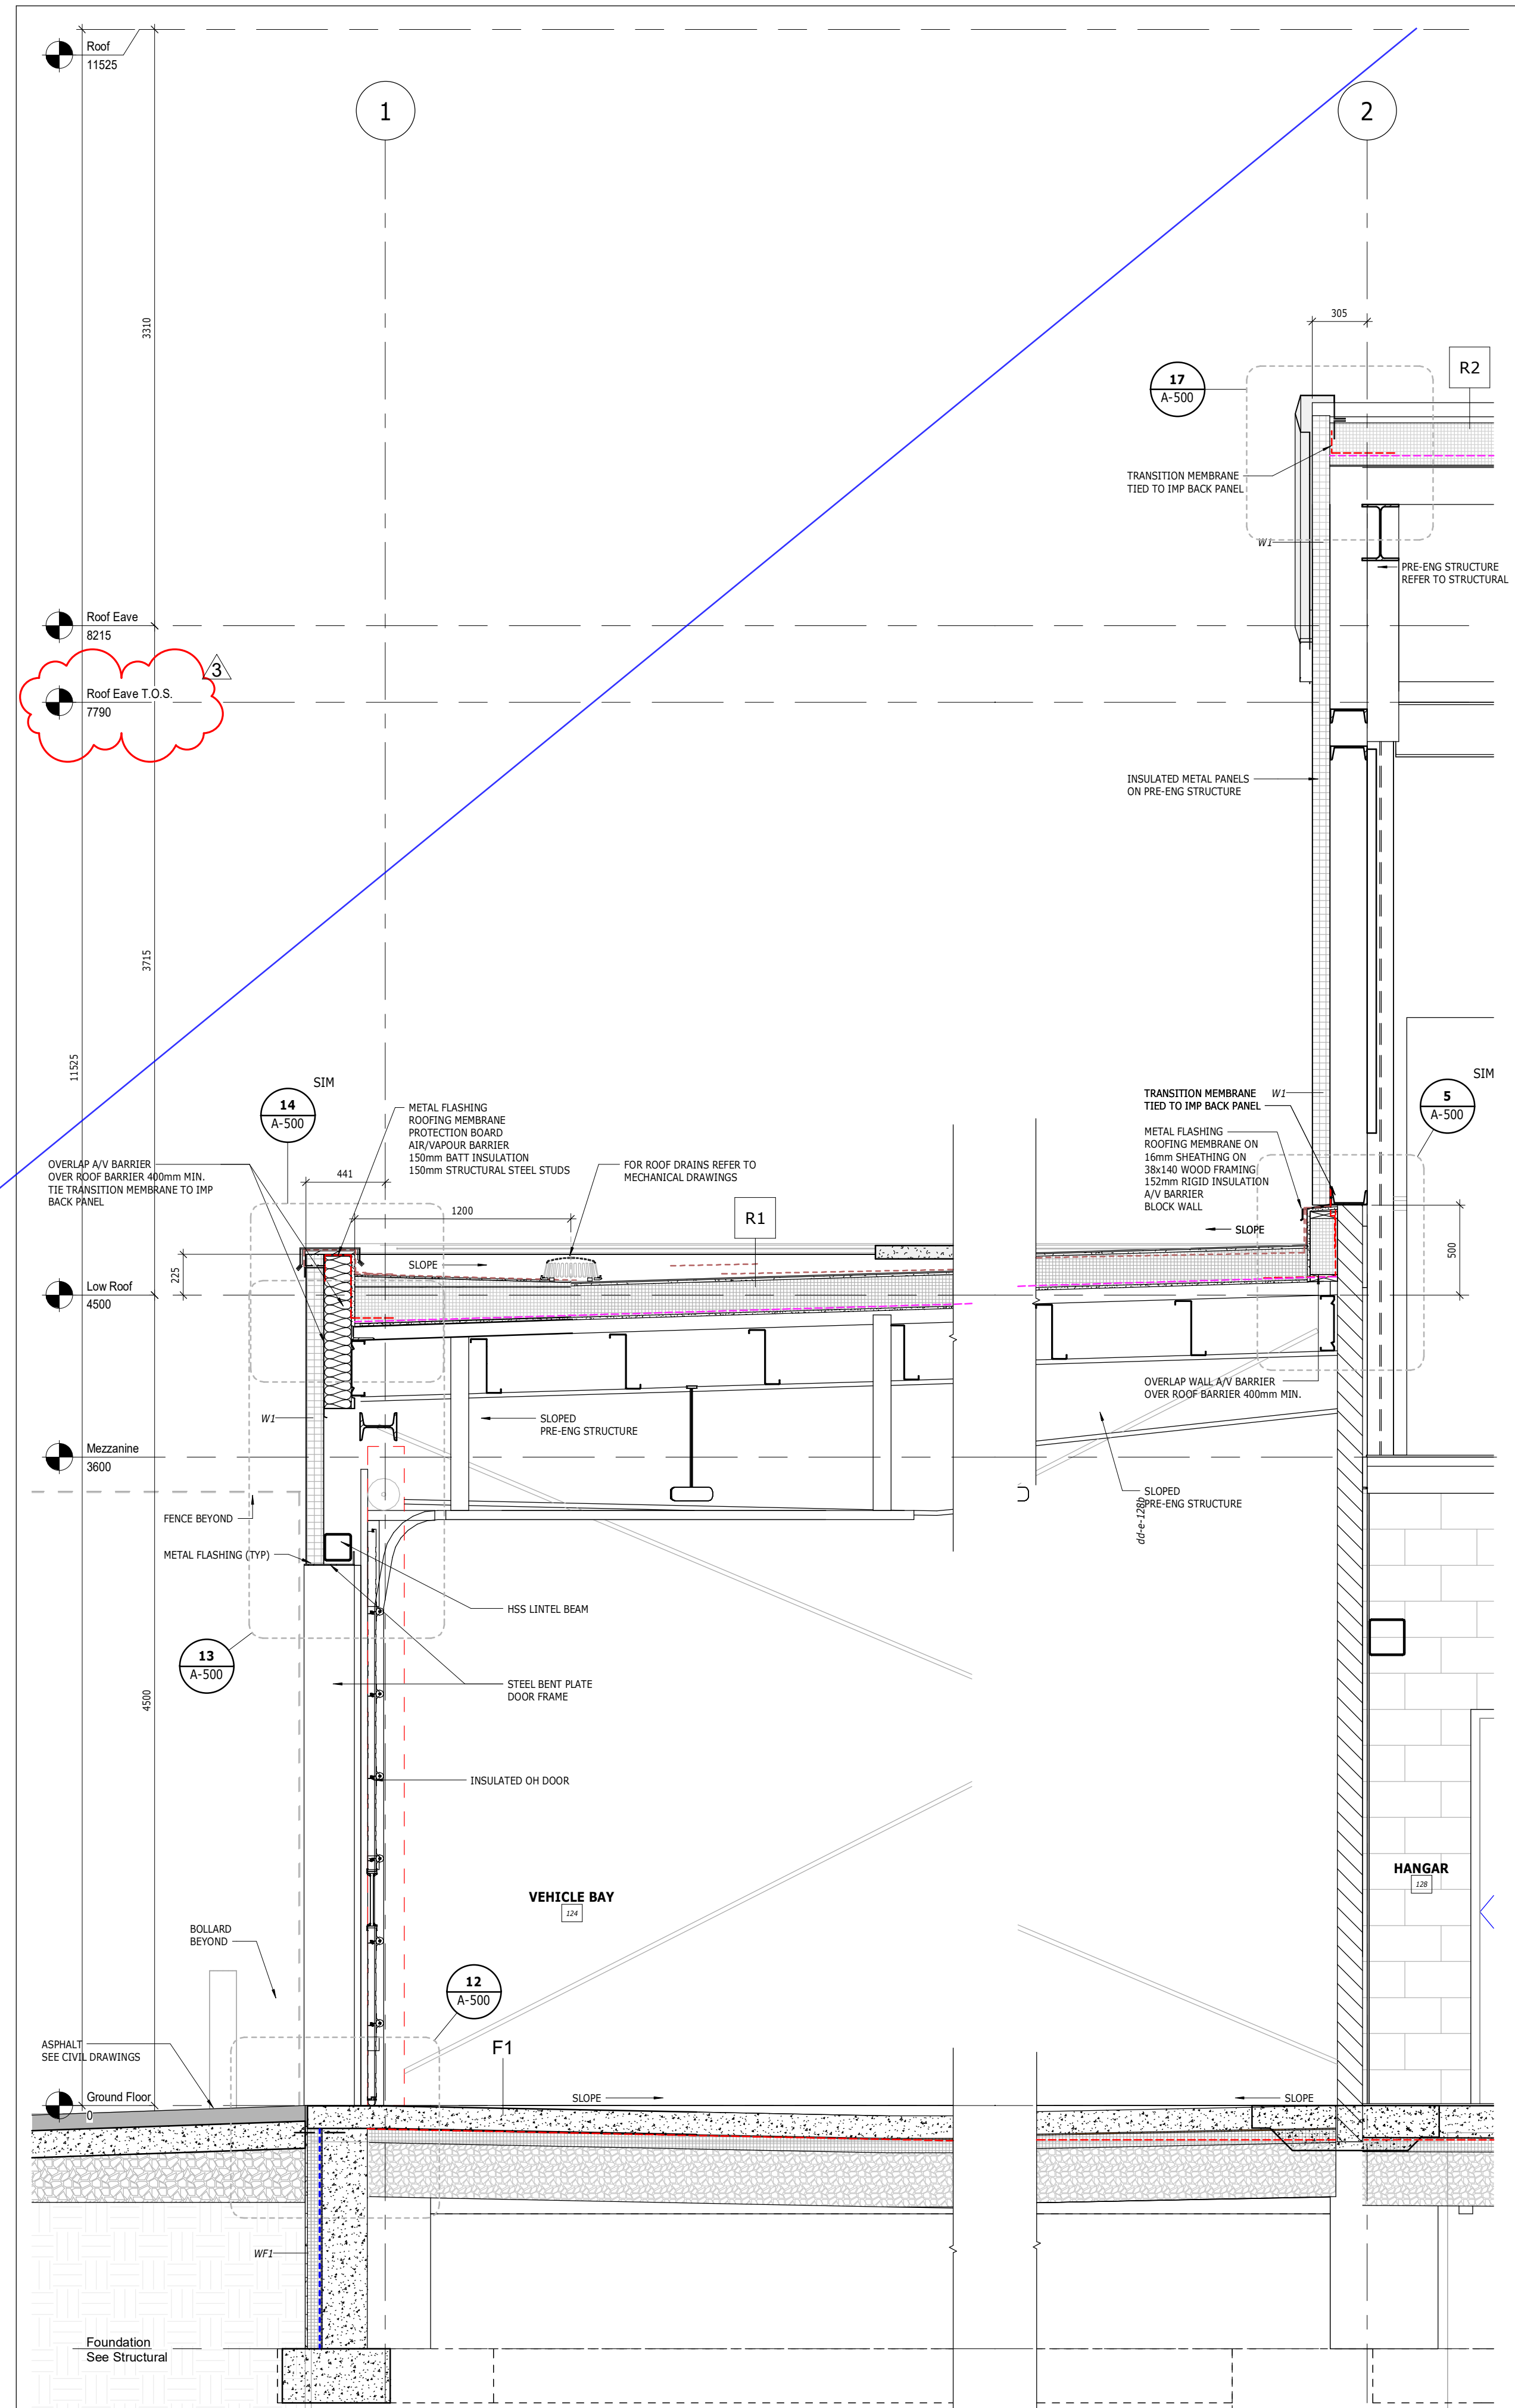 Roof
11525
1
2
3310
305
17
A-500
R2
TRANSITION MEMBRANE
TIED TO IMP BACK PANEL
W1
PRE-ENG STRUCTURE
REFER TO STRUCTURAL
Roof Eave
8215
3
Roof Eave T.O.S.
7790
INSULATED METAL PANELS
ON PRE-ENG STRUCTURE
3715
11525
SIM
14
A-500
METAL FLASHING
ROOFING MEMBRANE
PROTECTION BOARD
AIR/VAPOUR BARRIER
150mm BATT INSULATION
150mm STRUCTURAL STEEL STUDS
OVERLAP A/V BARRIER
OVER ROOF BARRIER 400mm MIN.
TIE TRANSITION MEMBRANE TO IMP
BACK PANEL
441
FOR ROOF DRAINS REFER TO
MECHANICAL DRAWINGS
1200
R1
SLOPE
225
TRANSITION MEMBRANE
TIED TO IMP BACK PANEL
W1
SIM
5
A-500
METAL FLASHING
ROOFING MEMBRANE ON
16mm SHEATHING ON
38x140 WOOD FRAMING
152mm RIGID INSULATION
A/V BARRIER
BLOCK WALL
SLOPE
500
Low Roof
4500
OVERLAP WALL A/V BARRIER
OVER ROOF BARRIER 400mm MIN.
W1
SLOPED
PRE-ENG STRUCTURE
Mezzanine
3600
SLOPED
PRE-ENG STRUCTURE
dd-e-128b
FENCE BEYOND
METAL FLASHING (TYP)
HSS LINTEL BEAM
13
A-500
STEEL BENT PLATE
DOOR FRAME
4500
INSULATED OH DOOR
VEHICLE BAY
124
HANGAR
128
BOLLARD
BEYOND
12
A-500
ASPHALT
SEE CIVIL DRAWINGS
F1
Ground Floor
0
SLOPE
SLOPE
WF1
Foundation
See Structural